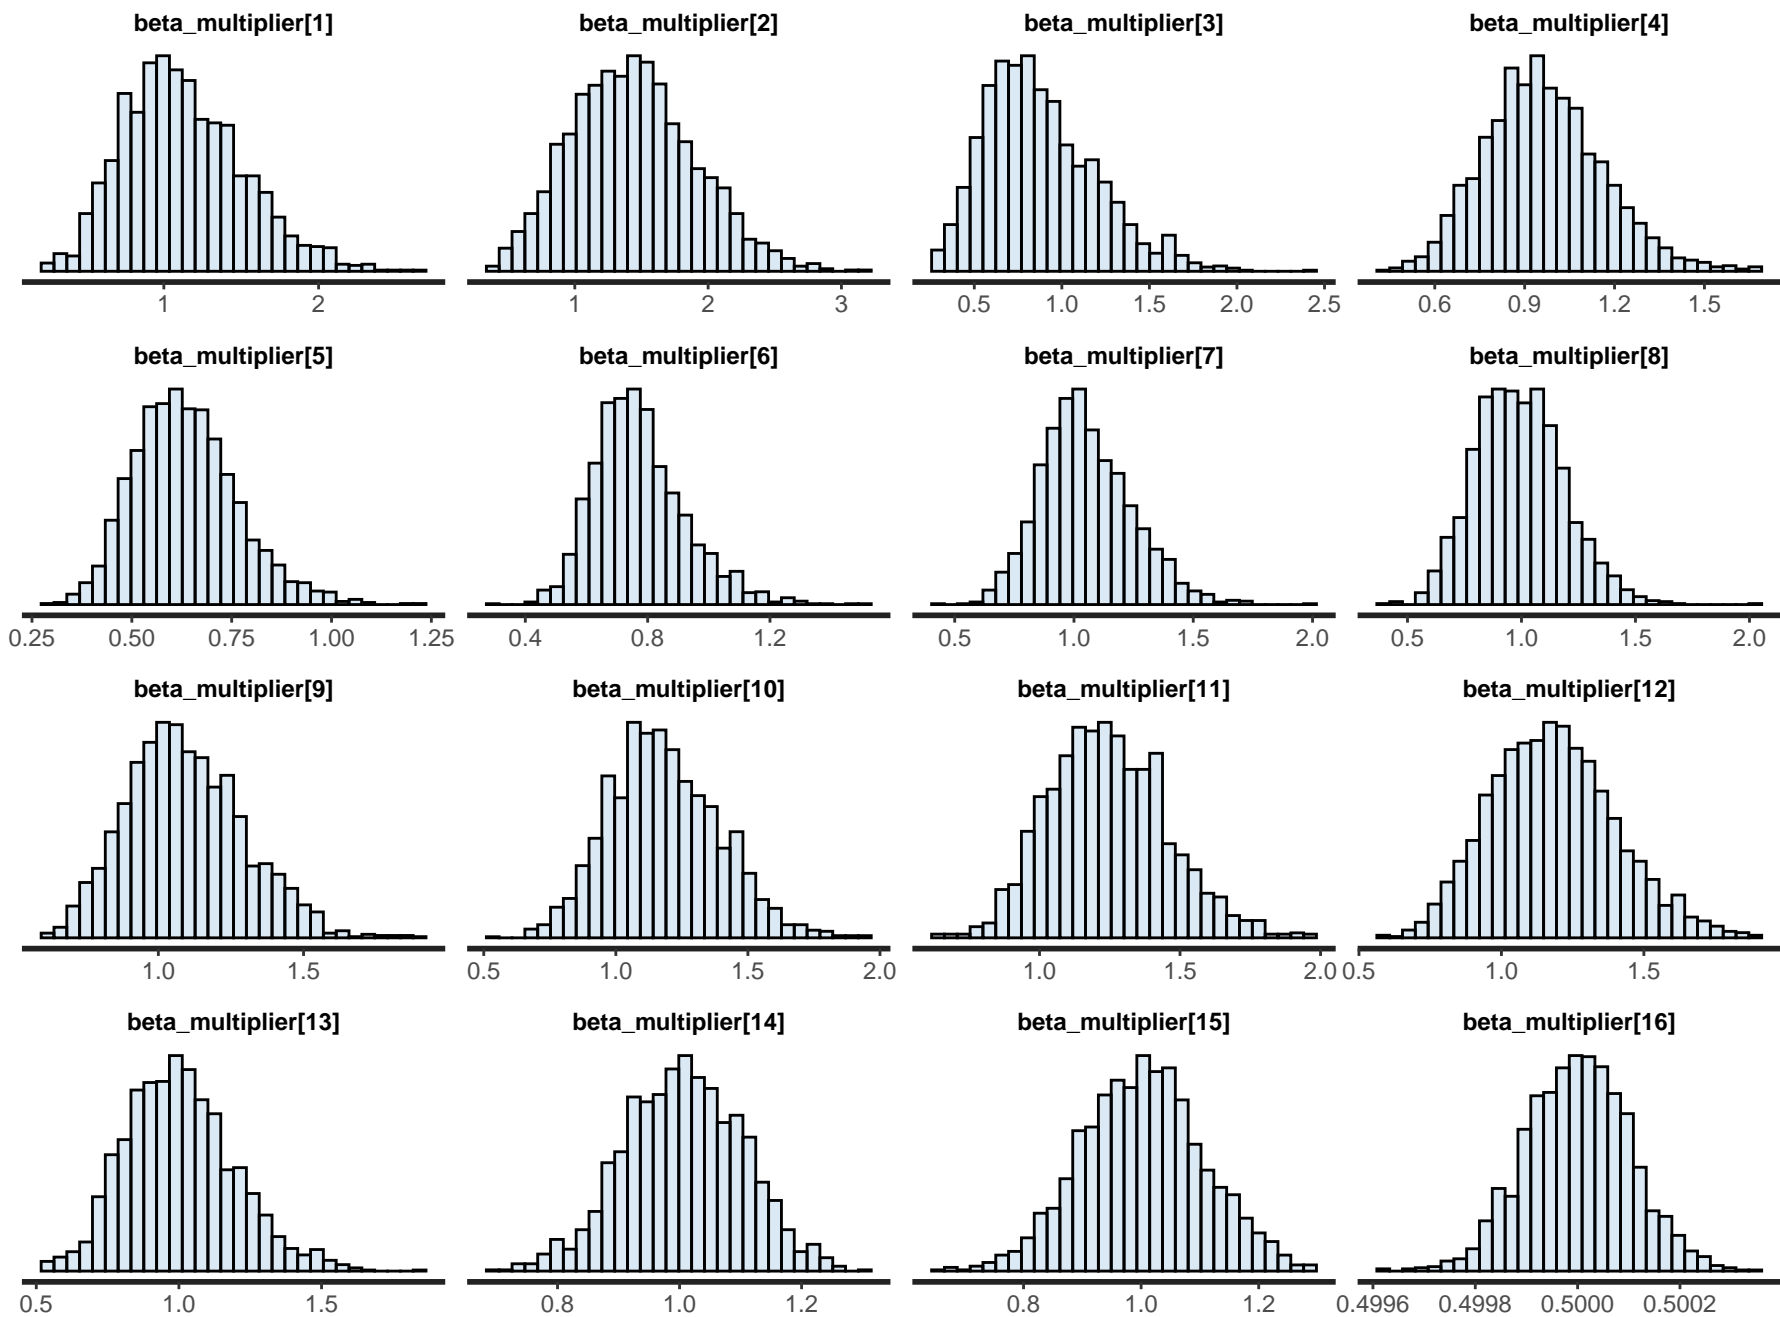 beta_multiplier[1] beta_multiplier[2] beta_multiplier[3] beta_multiplier[4]
1 2 1 2 3 0.5 1.0 1.5 2.0 2.5 0.6 0.9 1.2 1.5
beta_multiplier[5] beta_multiplier[6] beta_multiplier[7] beta_multiplier[8]
0.25 0.50 0.75 1.00 1.25 0.4 0.8 1.2 0.5 1.0 1.5 2.0 0.5 1.0 1.5 2.0
beta_multiplier[9] beta_multiplier[10] beta_multiplier[11] beta_multiplier[12]
1.0 1.5 0.5 1.0 1.5 2.0 1.0 1.5 2.0 0.5 1.0 1.5
beta_multiplier[13] beta_multiplier[14] beta_multiplier[15] beta_multiplier[16]
0.5 1.0 1.5 0.8 1.0 1.2 0.8 1.0 1.2 0.4996 0.4998 0.5000 0.5002